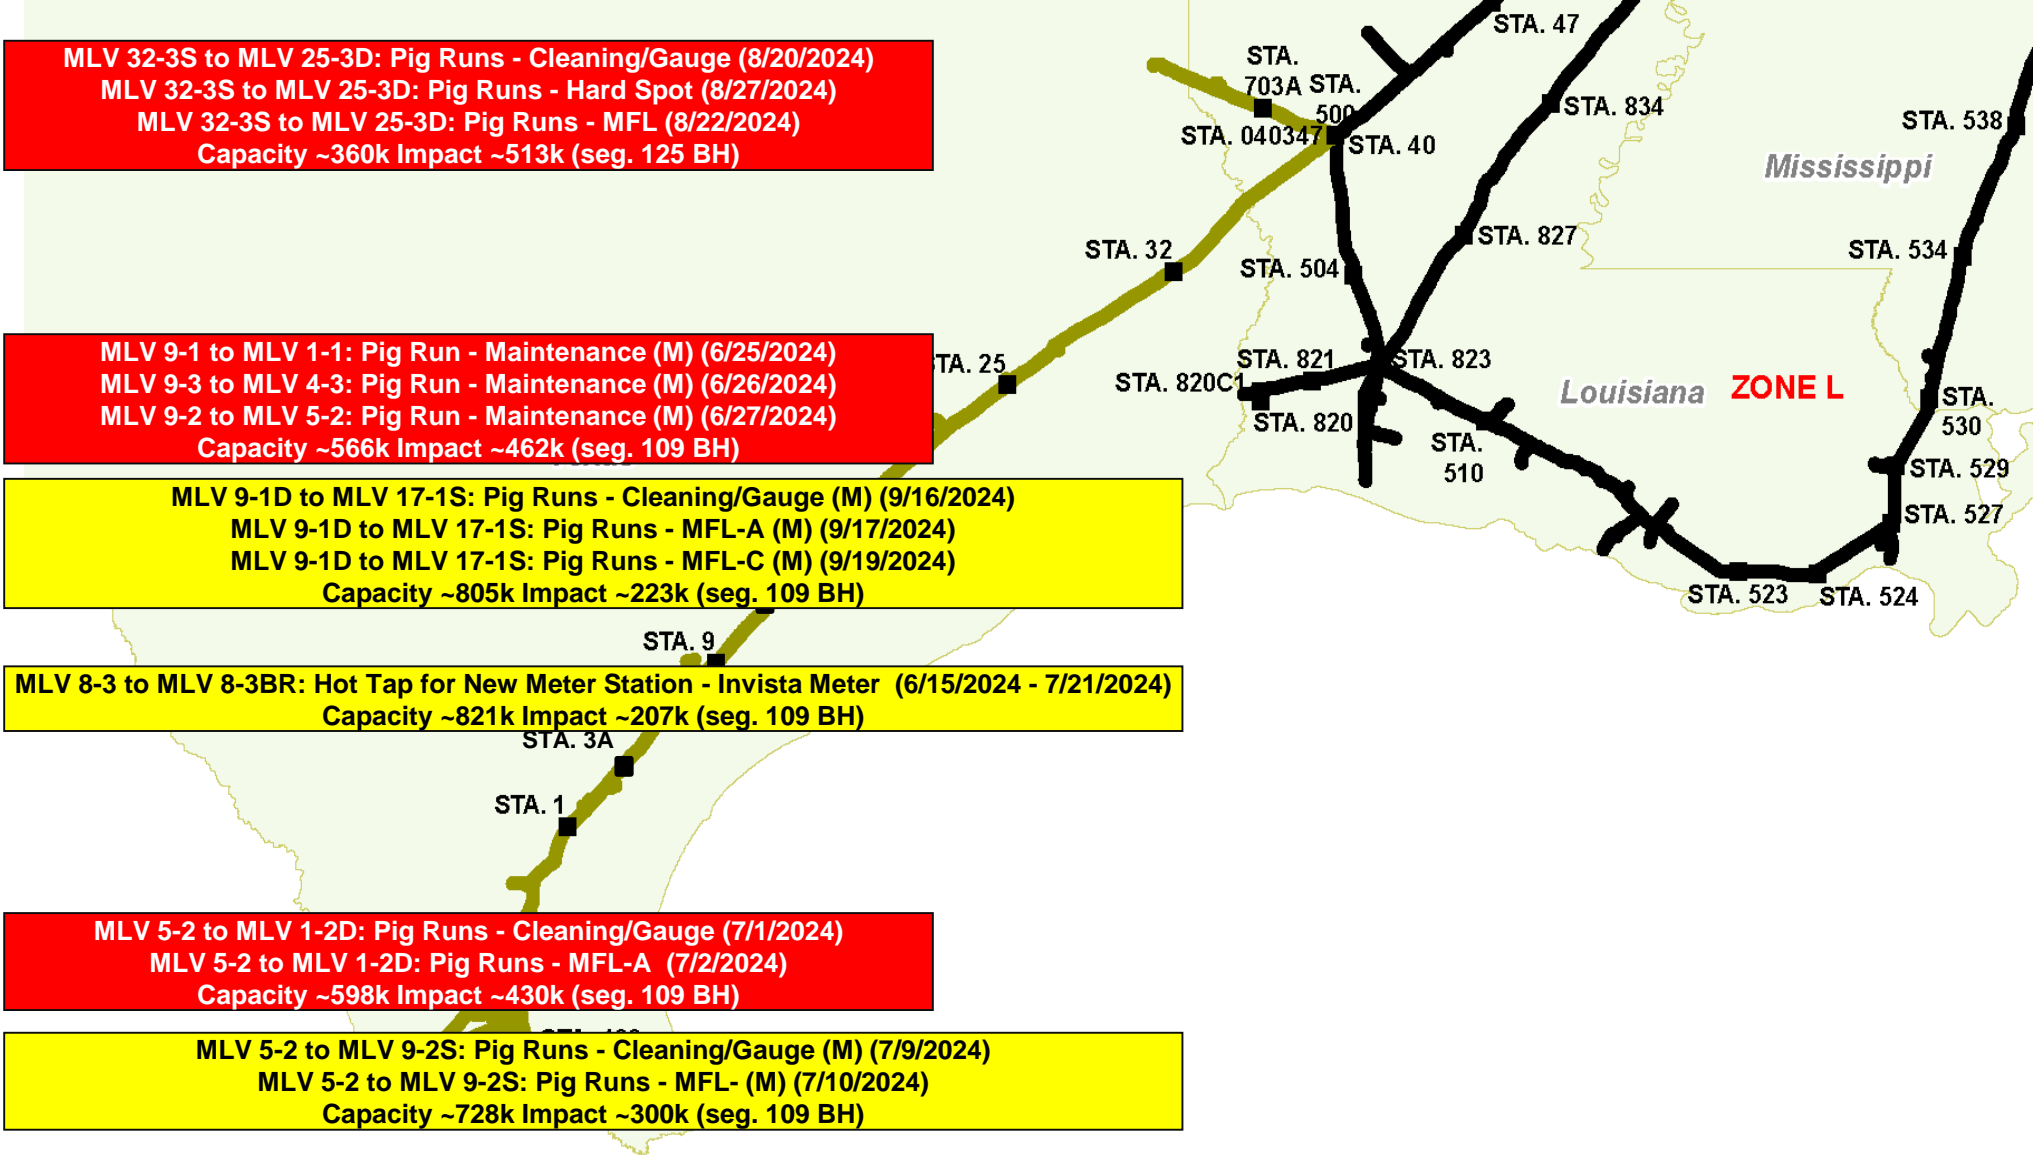 STA. 47
MLV 32-3S to MLV 25-3D: Pig Runs - Cleaning/Gauge (8/20/2024)
MLV 32-3S to MLV 25-3D: Pig Runs - Hard Spot (8/27/2024)
MLV 32-3S to MLV 25-3D: Pig Runs - MFL (8/22/2024)
Capacity ~360k Impact ~513k (seg. 125 BH)
STA.
703A
STA.
500
STA. 040347
STA. 40
STA. 834
STA. 538
Mississippi
STA. 32
STA. 504
STA. 827
STA. 534
MLV 9-1 to MLV 1-1: Pig Run - Maintenance (M) (6/25/2024)
MLV 9-3 to MLV 4-3: Pig Run - Maintenance (M) (6/26/2024)
MLV 9-2 to MLV 5-2: Pig Run - Maintenance (M) (6/27/2024)
Capacity ~566k Impact ~462k (seg. 109 BH)
TA. 25
STA. 821
STA. 823
STA. 820C1
STA. 820
Louisiana
ZONE L
STA.
530
STA.
510
STA. 529
STA. 527
MLV 9-1D to MLV 17-1S: Pig Runs - Cleaning/Gauge (M) (9/16/2024)
MLV 9-1D to MLV 17-1S: Pig Runs - MFL-A (M) (9/17/2024)
MLV 9-1D to MLV 17-1S: Pig Runs - MFL-C (M) (9/19/2024)
Capacity ~805k Impact ~223k (seg. 109 BH)
STA. 523
STA. 524
STA. 9
MLV 8-3 to MLV 8-3BR: Hot Tap for New Meter Station - Invista Meter  (6/15/2024 - 7/21/2024)
Capacity ~821k Impact ~207k (seg. 109 BH)
STA. 3A
STA. 1
MLV 5-2 to MLV 1-2D: Pig Runs - Cleaning/Gauge (7/1/2024)
MLV 5-2 to MLV 1-2D: Pig Runs - MFL-A  (7/2/2024)
Capacity ~598k Impact ~430k (seg. 109 BH)
MLV 5-2 to MLV 9-2S: Pig Runs - Cleaning/Gauge (M) (7/9/2024)
MLV 5-2 to MLV 9-2S: Pig Runs - MFL- (M) (7/10/2024)
Capacity ~728k Impact ~300k (seg. 109 BH)